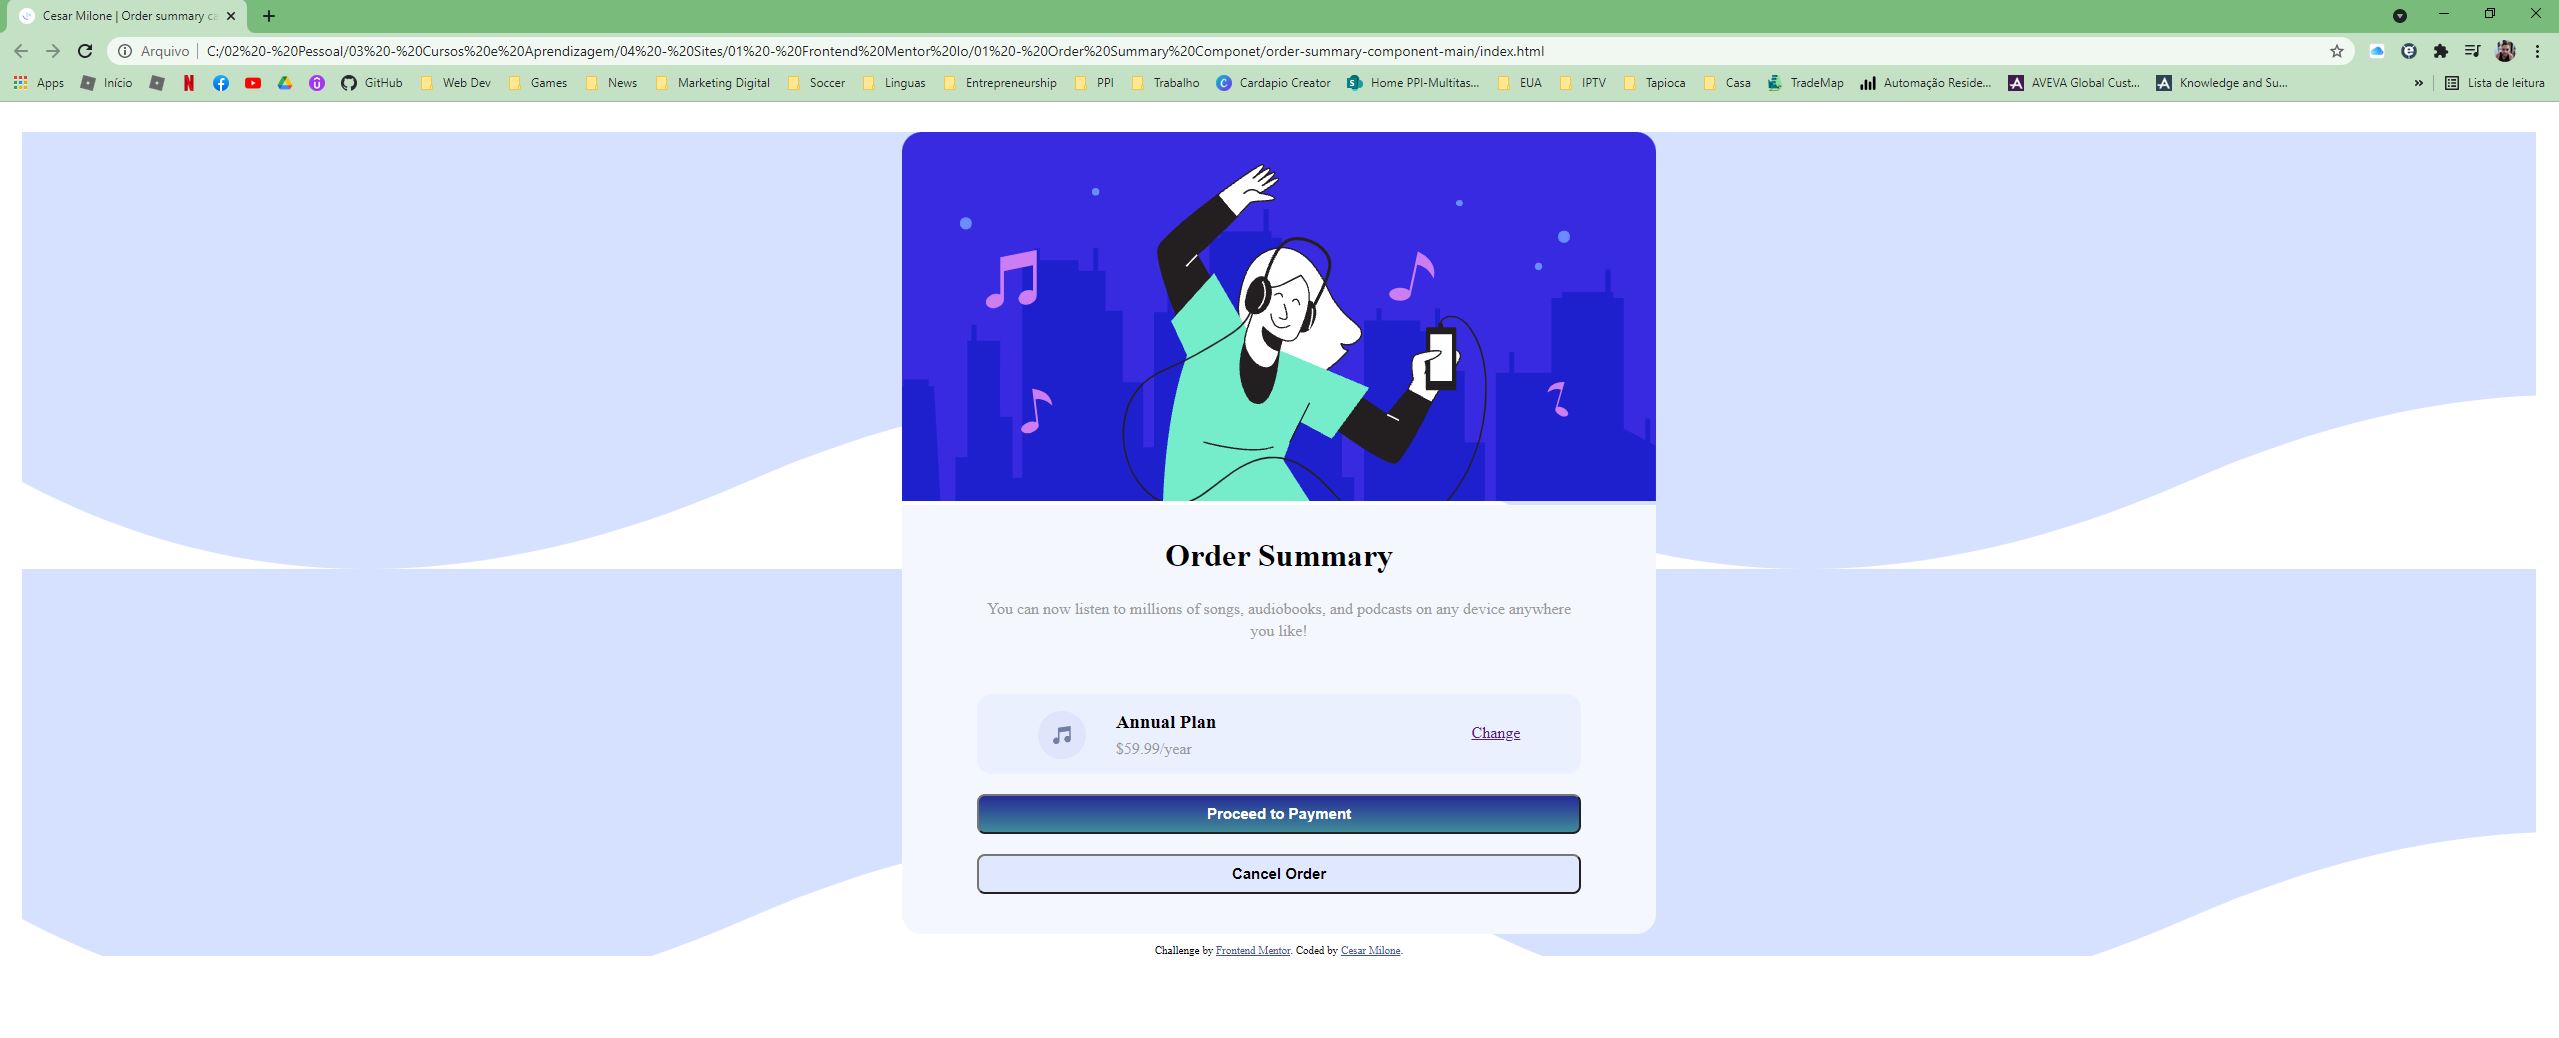 Cesar Milone | Order summary ca
Arquivo
C:/02%20-%20Pessoal/03%20-%20Cursos%20e%20Aprendizagem/04%20-%20Sites/01%20-%20Frontend%20Mentor%20Io/01%20-%20Order%20Summary%20Componet/order-summary-component-main/index.html
Apps Início GitHub Web Dev Games News Marketing Digital Soccer Linguas Entrepreneurship PPI Trabalho Cardapio Creator Home PPI-Multitas... EUA IPTV Tapioca Casa TradeMap Automação Reside... AVEVA Global Cust... Knowledge and Su... » Lista de leitura
Order Summary
You can now listen to millions of songs, audiobooks, and podcasts on any device anywhere
you like!
Annual Plan
$59.99/year
Change
Proceed to Payment
Cancel Order
Challenge by Frontend Mentor. Coded by Cesar Milone.